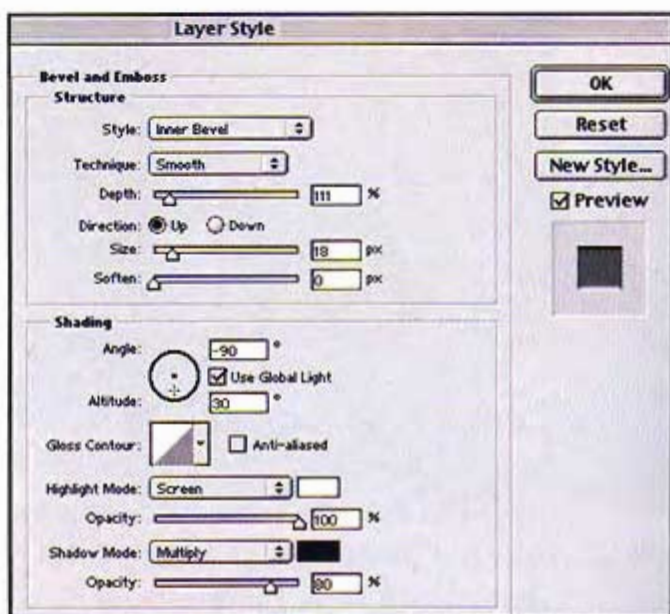 Layer Style
Bevel and Emboss
Structure
Style: Inner Bevel
Technique: Smooth
Depth: 111 %
Direction: Up Down
Size: 18 px
Soften: 0 px
Shading
Angle: -90 °
Use Global Light
Altitude: 30 °
Gloss Contour: Anti-aliased
Highlight Mode: Screen
Opacity: 100 %
Shadow Mode: Multiply
Opacity: 80 %
OK
Reset
New Style...
Preview